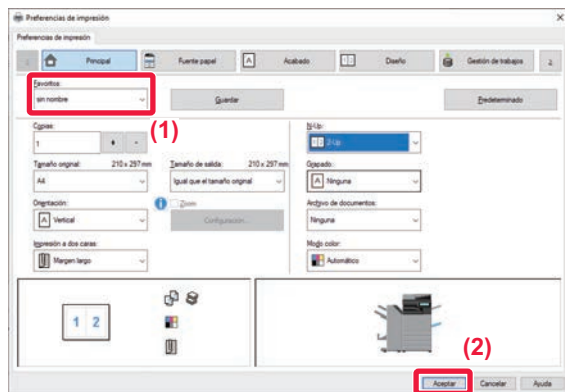 Preferencias de impresión
Preferencias de impresión
Principal
Fuente papel
Acabado
Diseño
Gestión de trabajos
Favoritos:
sin nombre
Guardar
Predeterminado
(1)
Copias:
1
+
-
N-Up:
2-Up
Tamaño original: 210 x 297 mm
Tamaño de salida: 210 x 297 mm
Grapado:
A4
Igual que el tamaño original
Ninguna
Orientación:
Zoom
Archivo de documentos:
Vertical
Configuración...
Ninguna
Impresión a dos caras:
Modo color:
Margen largo
Automático
1 2
(2)
Aceptar
Cancelar
Ayuda